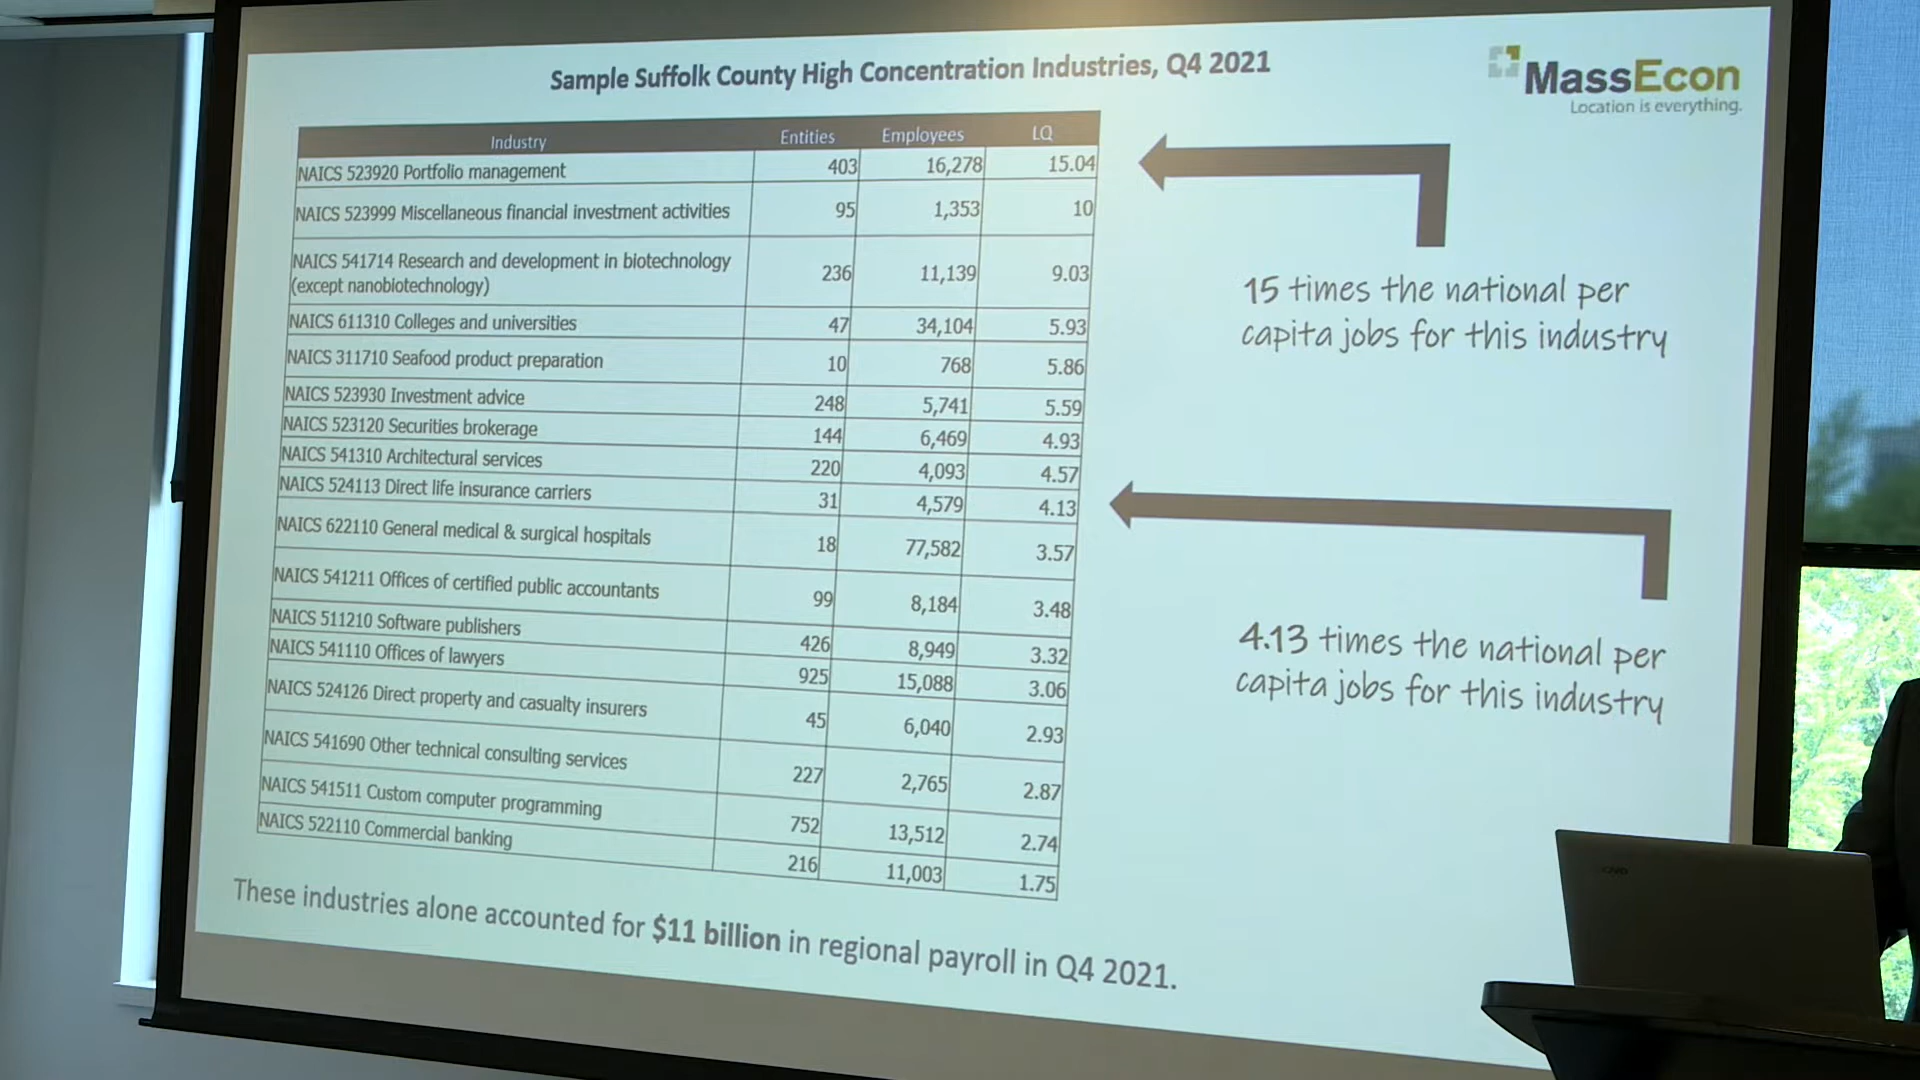 Sample Suffolk County High Concentration Industries, Q4 2021
MassEcon
Location is everything.
Industry Entities Employees LQ
NAICS 523920 Portfolio management 403 16,278 15.04
NAICS 523999 Miscellaneous financial investment activities 95 1,353 10
NAICS 541714 Research and development in biotechnology
(except nanobiotechnology) 236 11,139 9.03
NAICS 611310 Colleges and universities 47 34,104 5.93
NAICS 311710 Seafood product preparation 10 768 5.86
NAICS 523930 Investment advice 248 5,741 5.59
NAICS 523120 Securities brokerage 144 6,469 4.93
NAICS 541310 Architectural services 220 4,093 4.57
NAICS 524113 Direct life insurance carriers 31 4,579 4.13
NAICS 622110 General medical & surgical hospitals 18 77,582 3.57
NAICS 541211 Offices of certified public accountants 99 8,184 3.48
NAICS 511210 Software publishers 426 8,949 3.32
NAICS 541110 Offices of lawyers 925 15,088 3.06
NAICS 524126 Direct property and casualty insurers 45 6,040 2.93
NAICS 541690 Other technical consulting services 227 2,765 2.87
NAICS 541511 Custom computer programming 752 13,512 2.74
NAICS 522110 Commercial banking 216 11,003 1.75
15 times the national per
capita jobs for this industry
4.13 times the national per
capita jobs for this industry
These industries alone accounted for $11 billion in regional payroll in Q4 2021.